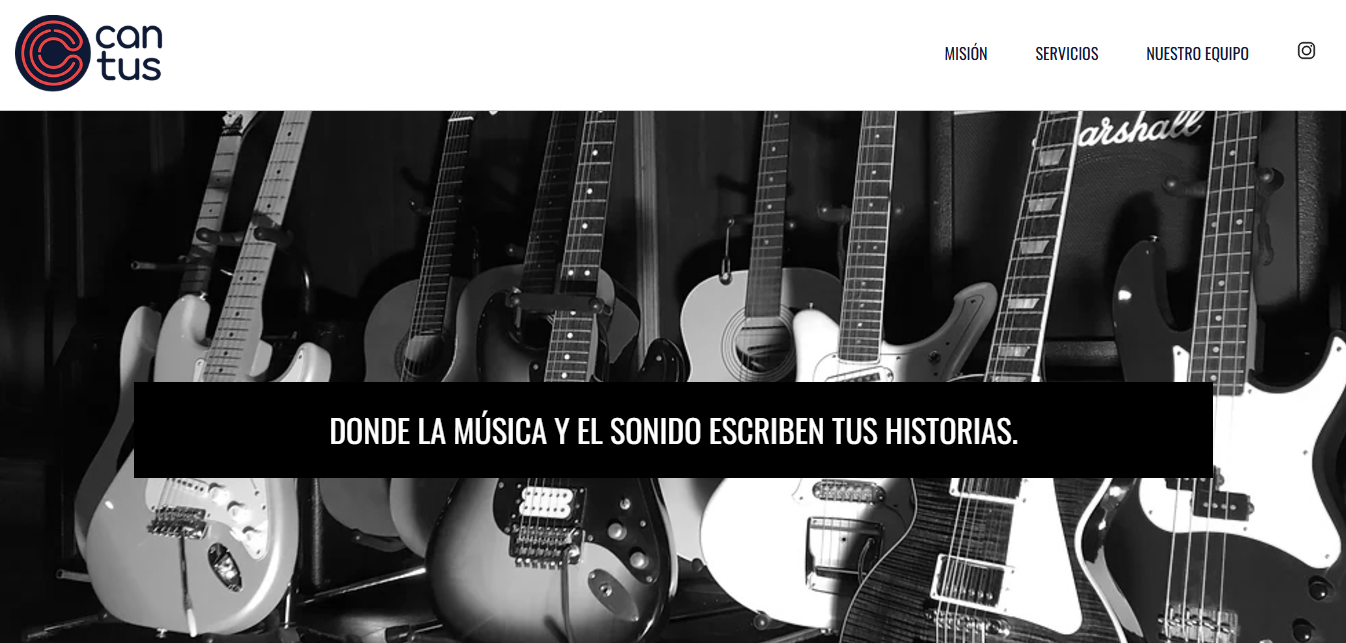 can
tus
MISIÓN
SERVICIOS
NUESTRO EQUIPO
Marshall
DONDE LA MÚSICA Y EL SONIDO ESCRIBEN TUS HISTORIAS.